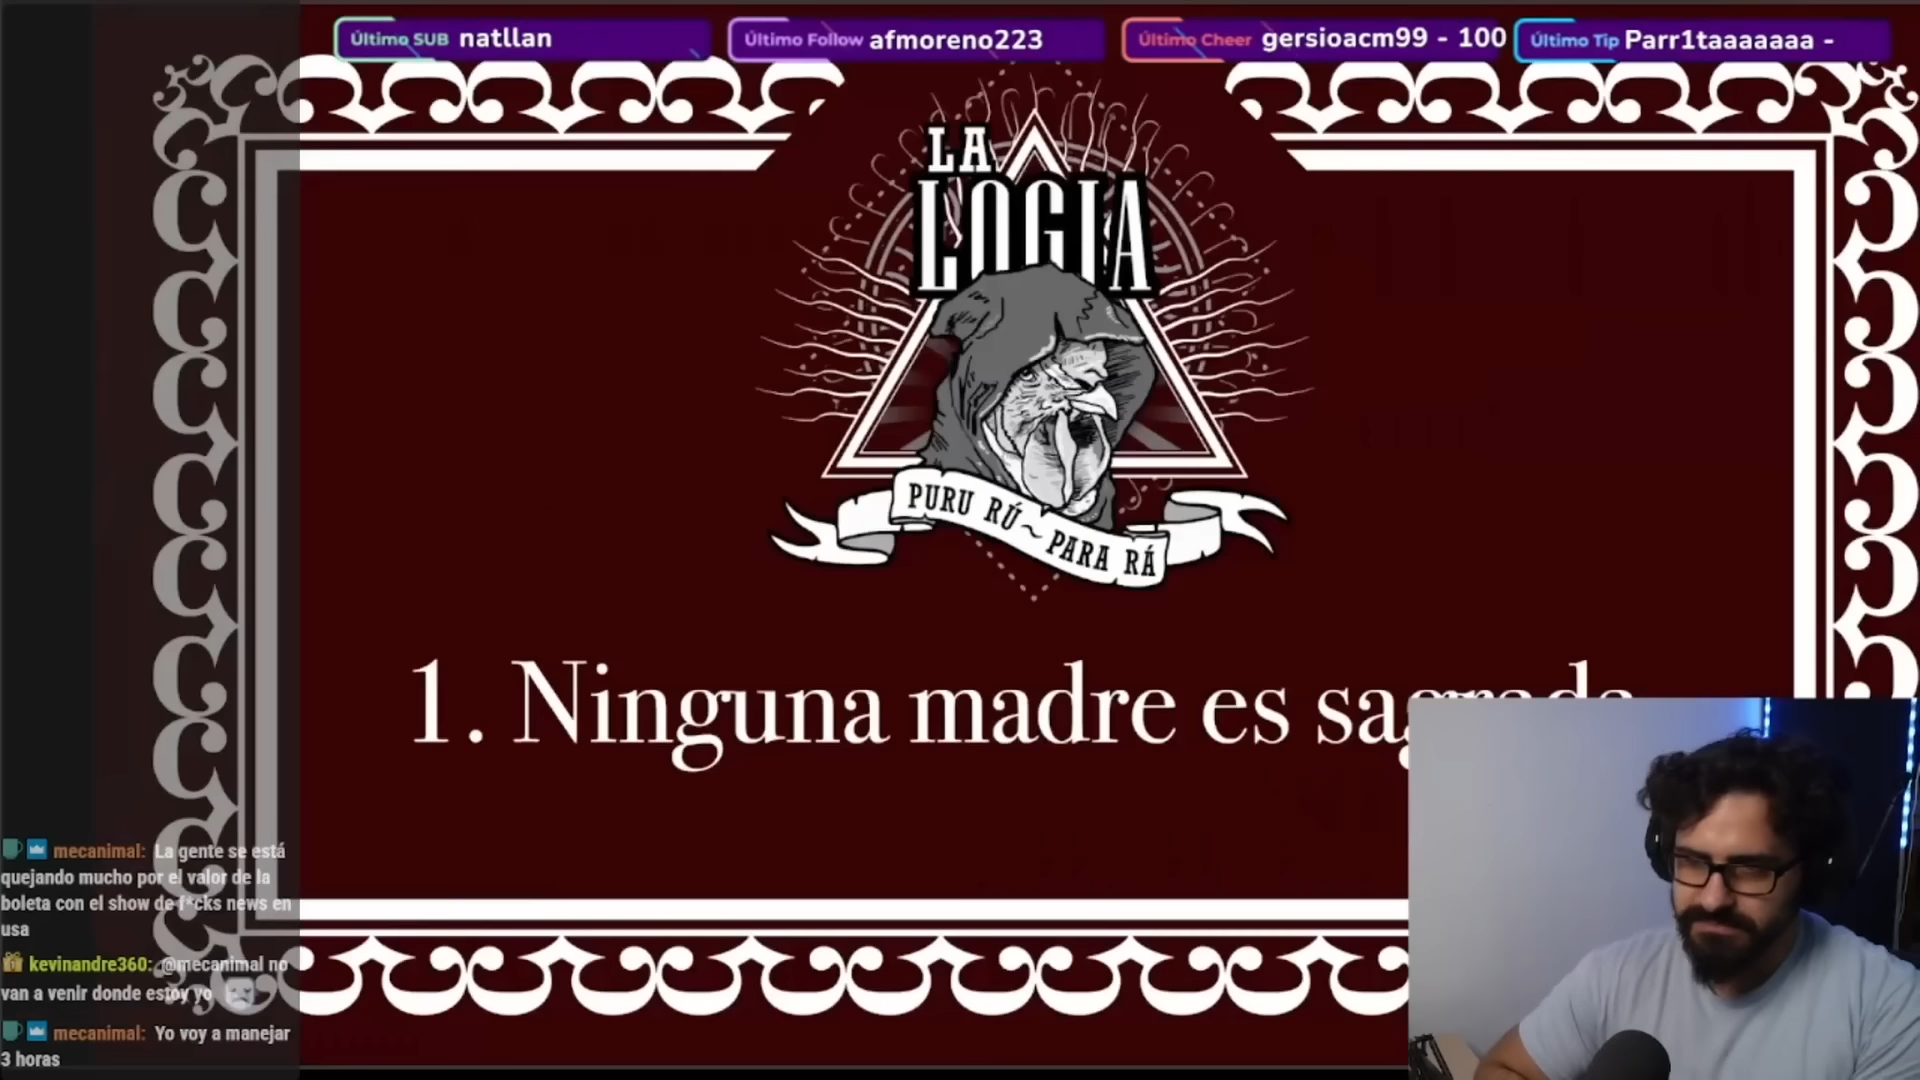 Último SUB natllan
Último Follow afmoreno223
Último Cheer gersioacm99 - 100
Último Tip Parr1taaaaaaa -
LA
LOGIA
PURU RÚ~PARA RÁ
1. Ninguna madre es sagrada
mecanimal: La gente se está
quejando mucho por el valor de la
boleta con el show de f*cks news en
usa
kevinandre360: @mecanimal no
van a venir donde estoy yo
mecanimal: Yo voy a manejar
3 horas